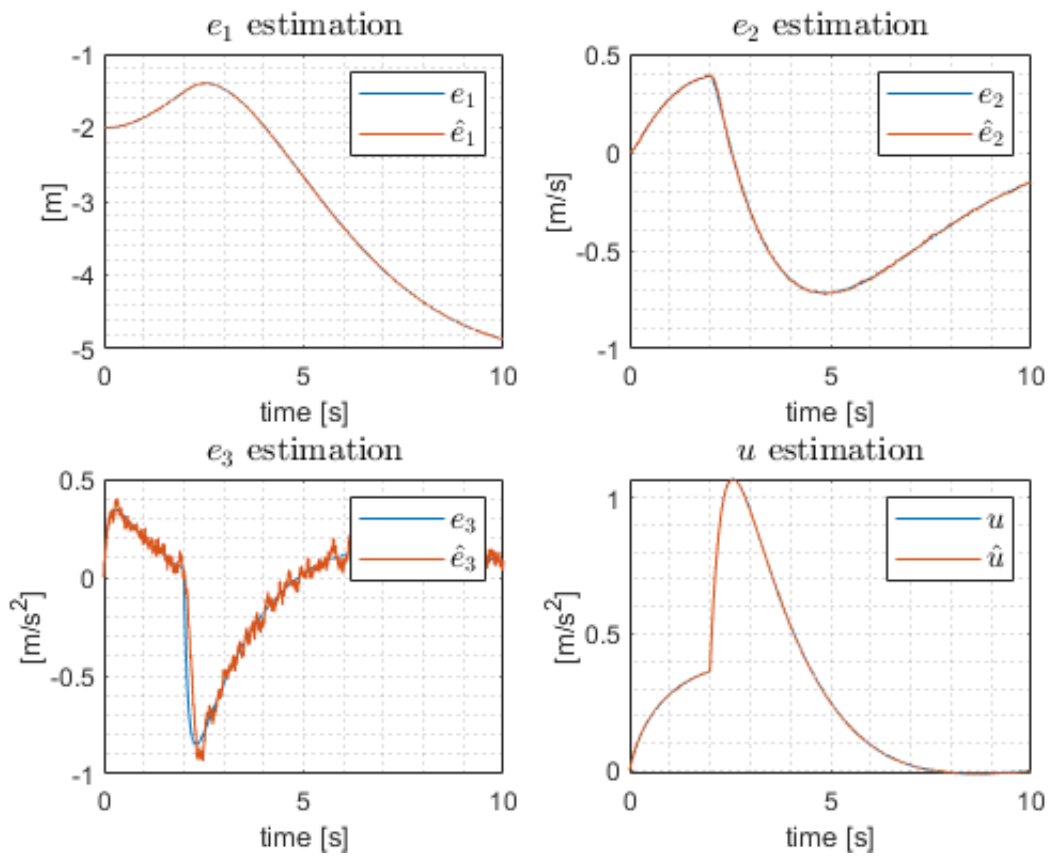 e₁ estimation
-1
-2
-3
-4
-5
[m]
e₁
ê₁
0
5
10
time [s]
e₂ estimation
0.5
0
-0.5
-1
[m/s]
e₂
ê₂
0
5
10
time [s]
e₃ estimation
0.5
0
-0.5
-1
[m/s²]
e₃
ê₃
0
5
10
time [s]
u estimation
1
0.5
0
[m/s²]
u
û
0
5
10
time [s]